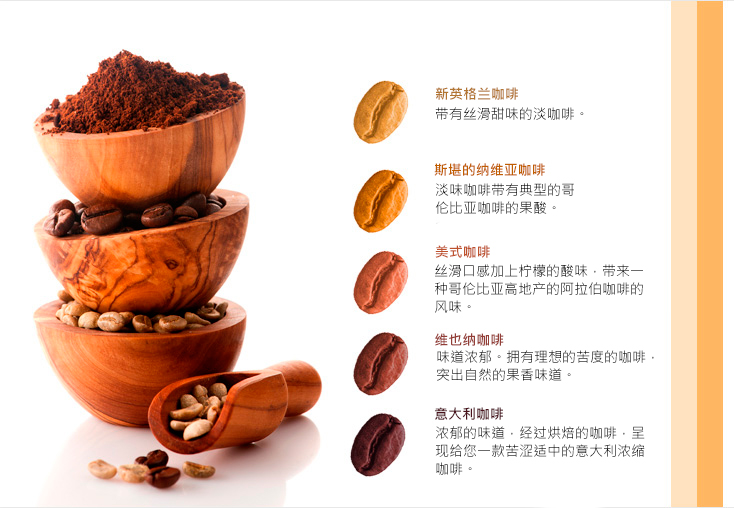 新英格兰咖啡
带有丝滑甜味的淡咖啡。
斯堪的纳维亚咖啡
淡味咖啡带有典型的哥
伦比亚咖啡的果酸。
美式咖啡
丝滑口感加上柠檬的酸味，带来一
种哥伦比亚高地产的阿拉伯咖啡的
风味。
维也纳咖啡
味道浓郁。拥有理想的苦度的咖啡，
突出自然的果香味道。
意大利咖啡
浓郁的味道，经过烘焙的咖啡，呈
现给您一款苦涩适中的意大利浓缩
咖啡。